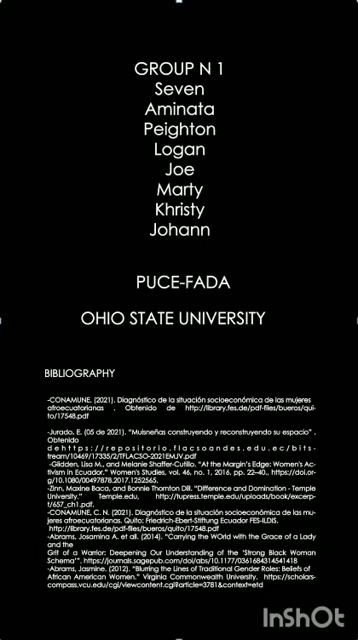 GROUP N 1
Seven
Aminata
Peighton
Logan
Joe
Marty
Khristy
Johann
PUCE-FADA
OHIO STATE UNIVERSITY
BIBLIOGRAPHY
-CONAMUNE. (2021). Diagnóstico de la situación socioeconómica de las mujeres
afroecuatorianas . Obtenido de http://library.fes.de/pdf-files/bueros/qui-
to/17548.pdf
-Jurado, E. (05 de 2021). "Muisneñas construyendo y reconstruyendo su espacio" .
Obtenido
d e h t t p s : / / r e p o s i t o r i o . f l a c s o a n d e s . e d u . e c / b i t s -
tream/10469/17335/2/TFLACSO-2021EMJV.pdf
-Glidden, Lisa M., and Melanie Shaffer-Cutillo. "At the Margin's Edge: Women's Ac-
tivism in Ecuador." Women's Studies, vol. 46, no. 1, 2016, pp. 22–40., https://doi.or-
g/10.1080/00497878.2017.1252565.
-Zinn, Maxine Baca, and Bonnie Thornton Dill. "Difference and Domination - Temple
University." Temple.edu, http://tupress.temple.edu/uploads/book/excerp-
t/657_ch1.pdf.
-CONAMUNE, C. N. (2021). Diagnóstico de la situación socioeconómica de las mu-
jeres afroecuatorianas. Quito: Friedrich-Ebert-Stiftung Ecuador FES-ILDIS.
http://library.fes.de/pdf-files/bueros/quito/17548.pdf
-Abrams, Josamina A. et all. (2014). "Carrying the WOrld with the Grace of a Lady
and the
Grit of a Warrior: Deepening Our Understanding of the 'Strong Black Woman
Schema'". https://journals.sagepub.com/doi/abs/10.1177/0361684314541418
-Abrams, Jasmine. (2012). "Blurring the Lines of Traditional Gender Roles: Beliefs of
African American Women." Virginia Commonwealth University. https://scholars-
compass.vcu.edu/cgi/viewcontent.cgi?article=3781&context=etd
InShOt